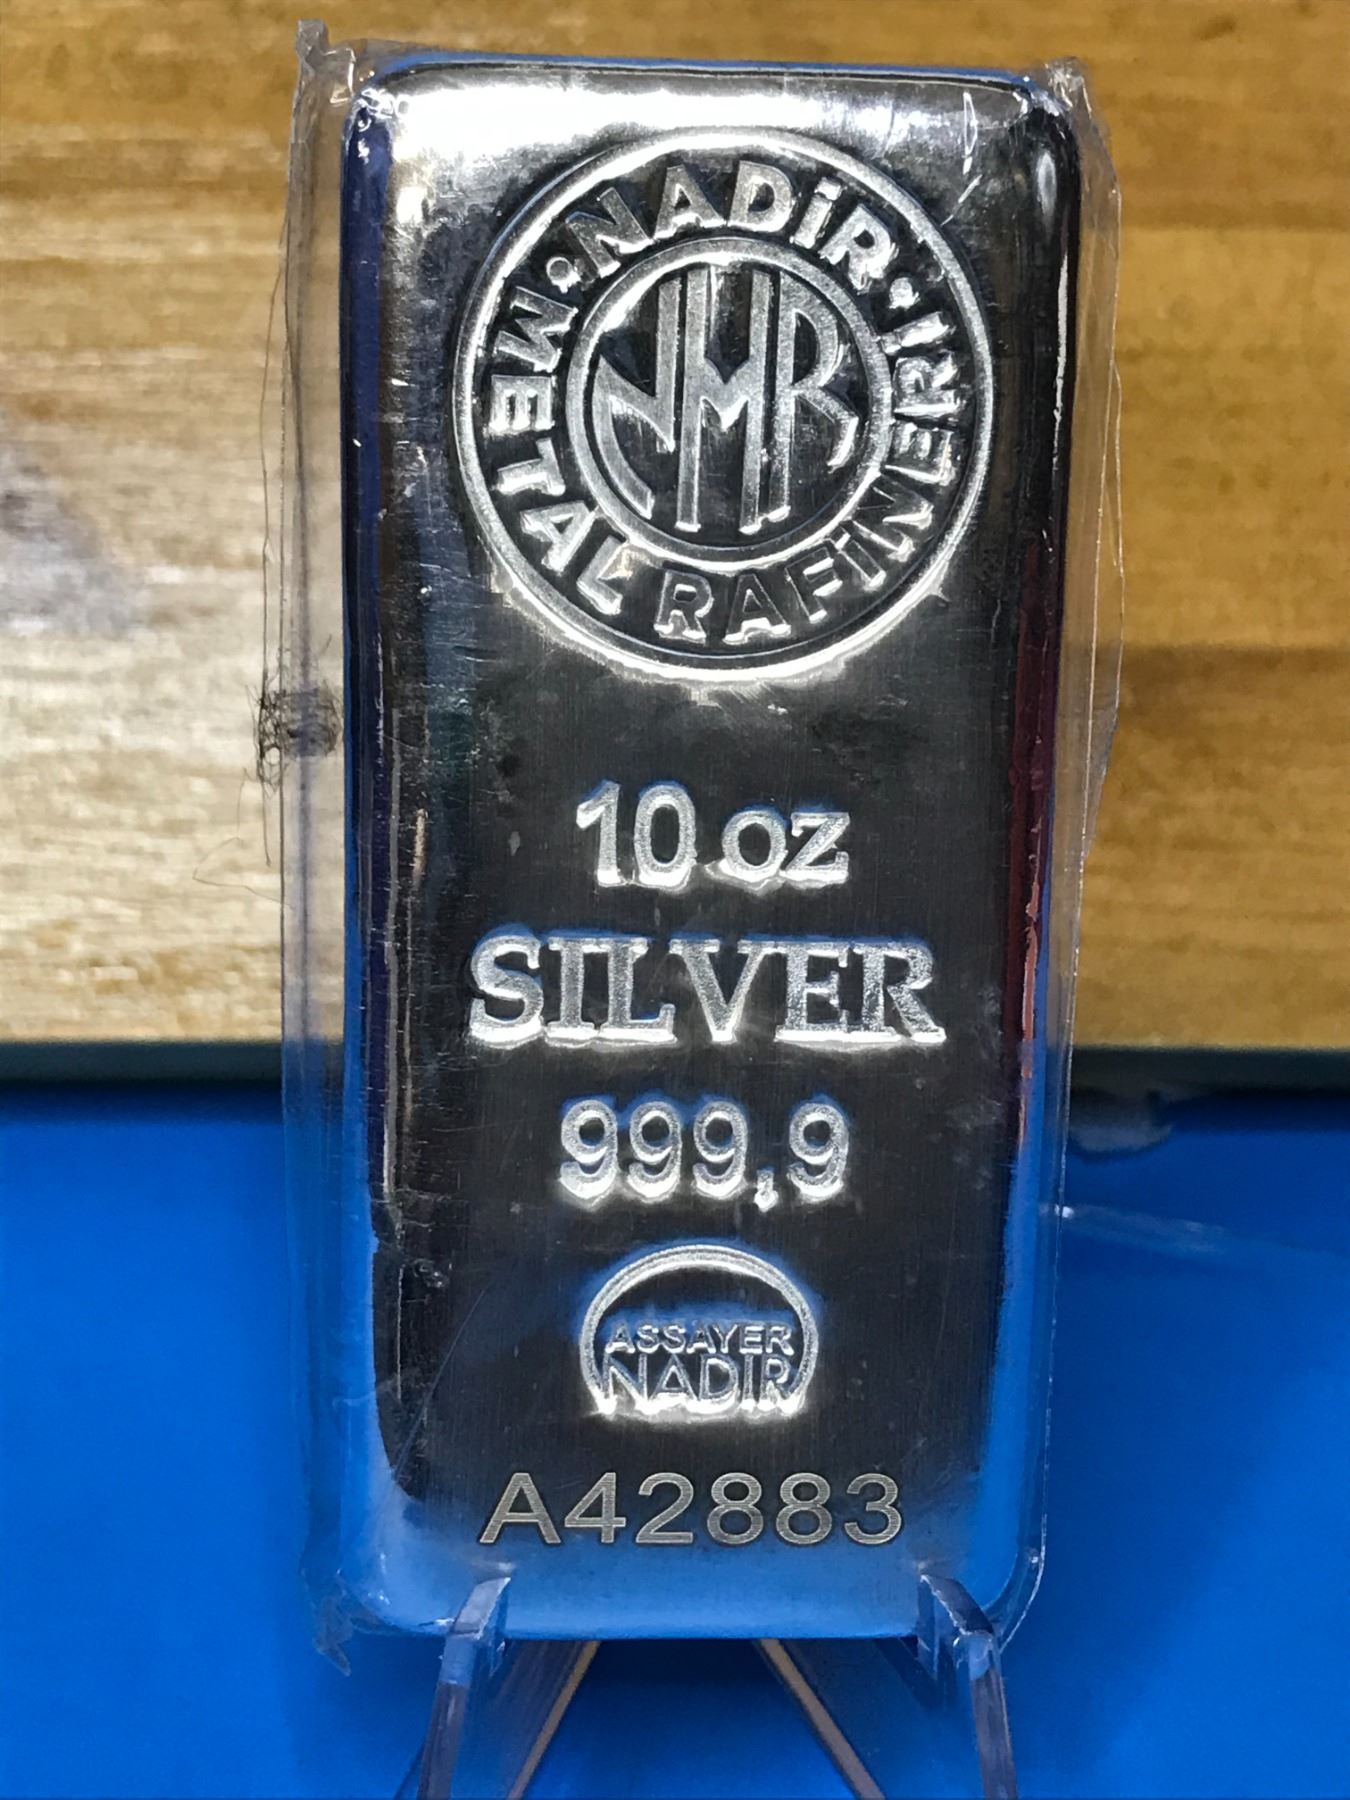 NADİR • METAL RAFİNERİ •
NMR
10 oz
SILVER
999,9
ASSAYER
NADIR
A42883